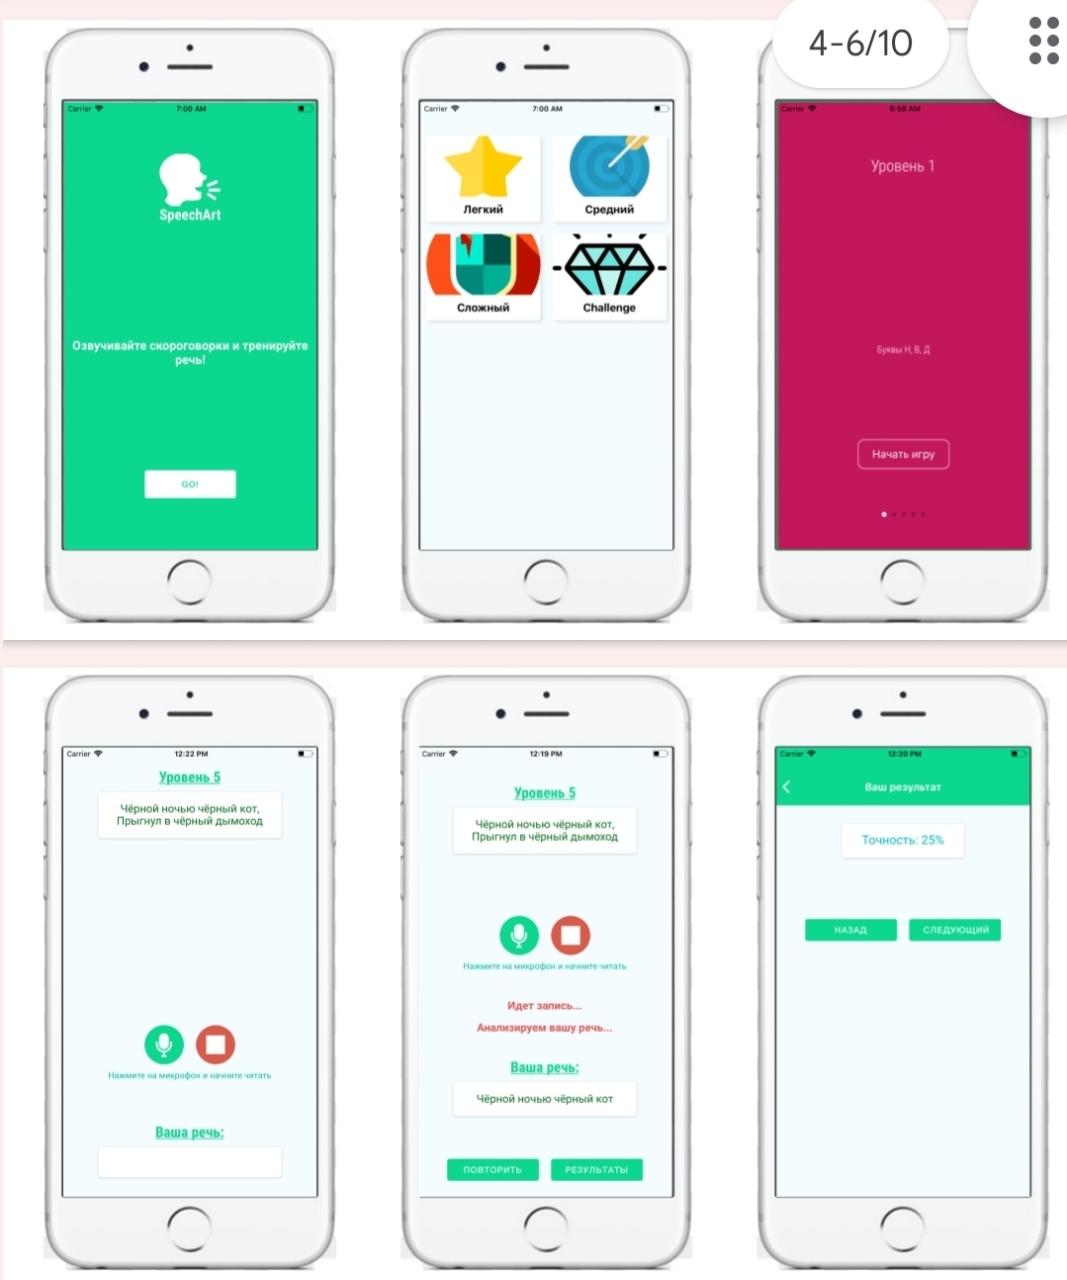 4-6/10
Carrier 7:00 AM
SpeechArt
Озвучивайте скороговорки и тренируйте
речь!
GO!
Carrier 7:00 AM
Легкий
Средний
Сложный
Challenge
Carrier 6:58 AM
Уровень 1
Буквы Н, В, Д
Начать игру
Carrier 12:22 PM
Уровень 5
Чёрной ночью чёрный кот,
Прыгнул в чёрный дымоход
Нажмите на микрофон и начните читать
Ваша речь:
Carrier 12:19 PM
Уровень 5
Чёрной ночью чёрный кот,
Прыгнул в чёрный дымоход
Нажмите на микрофон и начните читать
Идет запись...
Анализируем вашу речь...
Ваша речь:
Чёрной ночью чёрный кот
ПОВТОРИТЬ РЕЗУЛЬТАТЫ
Carrier 12:20 PM
Ваш результат
Точность: 25%
НАЗАД СЛЕДУЮЩИЙ